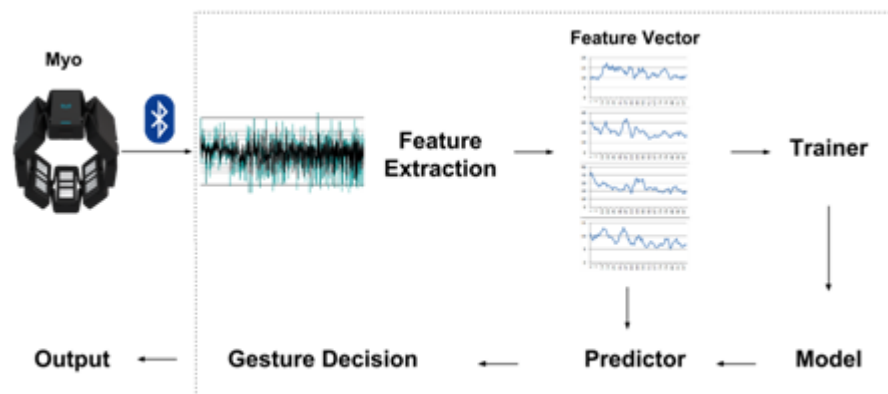 Myo
Feature Vector
Feature
Extraction
Trainer
Output
Gesture Decision
Predictor
Model